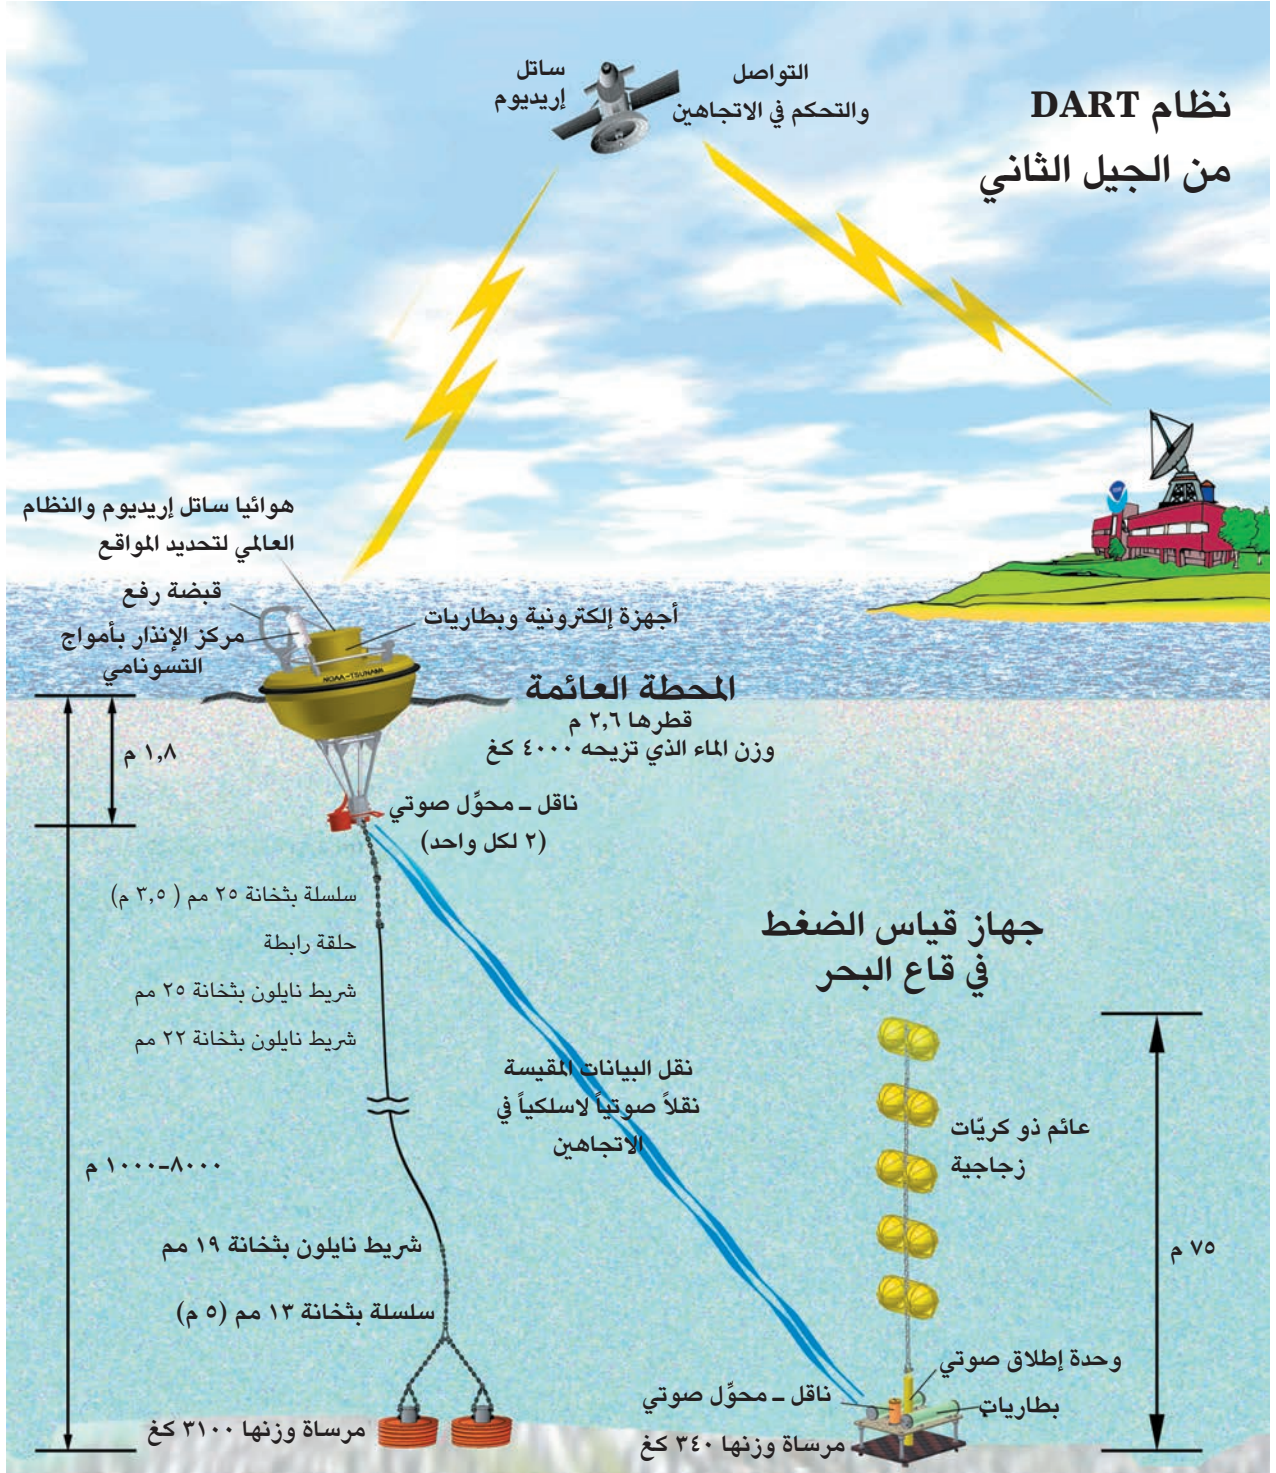 نظام DART
من الجيل الثاني
التواصل
والتحكم في الاتجاهين
ساتل
إريديوم
هوائيا ساتل إريديوم والنظام
العالمي لتحديد المواقع
قبضة رفع
مركز الإنذار بأمواج
التسونامي
أجهزة إلكترونية وبطاريات
NOAA-TSUNAMI
المحطة العائمة
قطرها ٢,٦ م
وزن الماء الذي تزيحه ٤٠٠٠ كغ
١,٨ م
ناقل – محوِّل صوتي
(٢ لكل واحد)
سلسلة بثخانة ٢٥ مم (٣,٥ م)
حلقة رابطة
شريط نايلون بثخانة ٢٥ مم
شريط نايلون بثخانة ٢٢ مم
جهاز قياس الضغط
في قاع البحر
نقل البيانات المقيسة
نقلاً صوتياً لاسلكياً في
الاتجاهين
عائم ذو كريّات
زجاجية
١٠٠٠–٨٠٠٠ م
٧٥ م
شريط نايلون بثخانة ١٩ مم
سلسلة بثخانة ١٣ مم (٥ م)
مرساة وزنها ٣١٠٠ كغ
وحدة إطلاق صوتي
بطاريات
ناقل – محوِّل صوتي
مرساة وزنها ٣٤٠ كغ